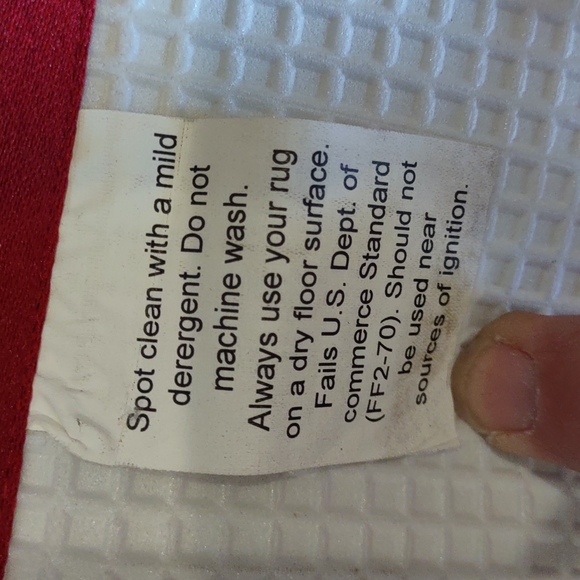 Spot clean with a mild
derergent. Do not
machine wash.
Always use your rug
on a dry floor surface.
Fails U.S. Dept. of
commerce Standard
(FF2-70). Should not
be used near
sources of ignition.